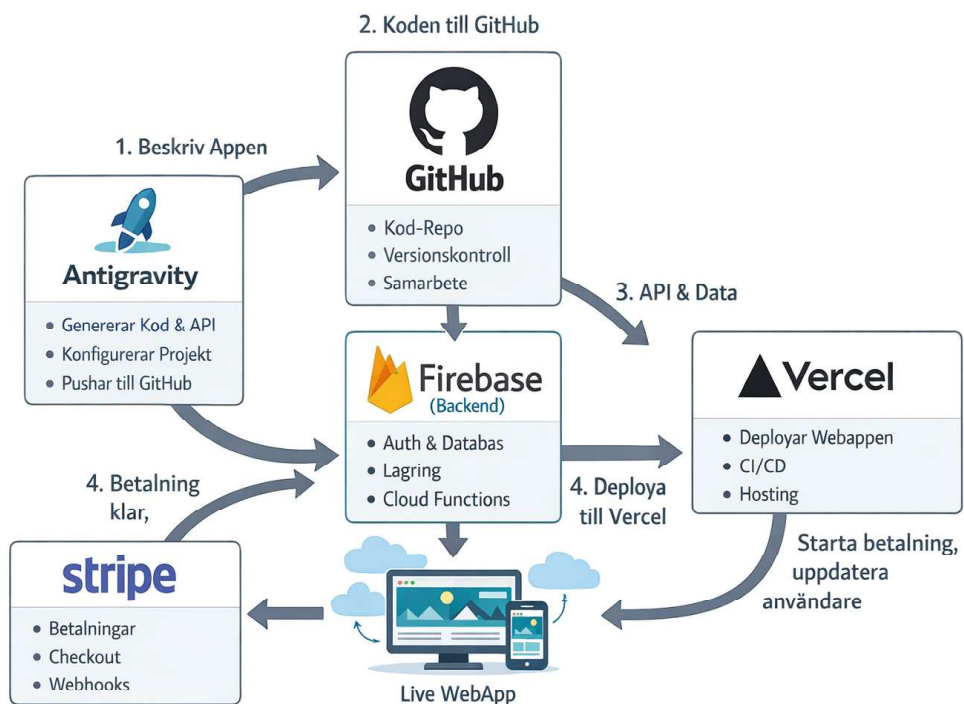 2. Koden till GitHub
1. Beskriv Appen
GitHub
• Kod-Repo
• Versionskontroll
• Samarbete
Antigravity
• Genererar Kod & API
• Konfigurerar Projekt
• Pushar till GitHub
3. API & Data
Firebase
(Backend)
• Auth & Databas
• Lagring
• Cloud Functions
Vercel
• Deployar Webappen
• CI/CD
• Hosting
4. Betalning
klar,
4. Deploya
till Vercel
stripe
• Betalningar
• Checkout
• Webhooks
Starta betalning,
uppdatera
användare
Live WebApp